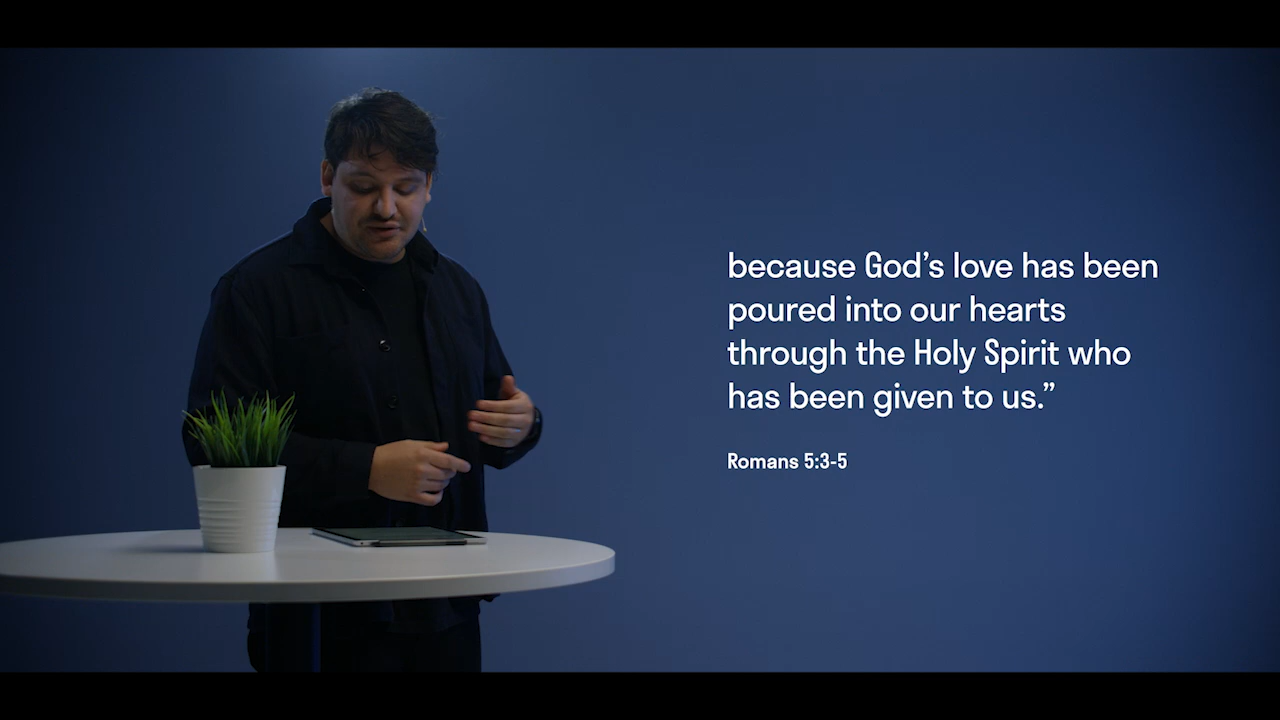 because God’s love has been
poured into our hearts
through the Holy Spirit who
has been given to us.”
Romans 5:3-5